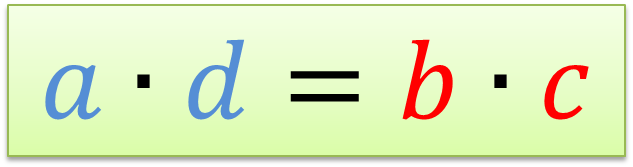 a · d = b · c